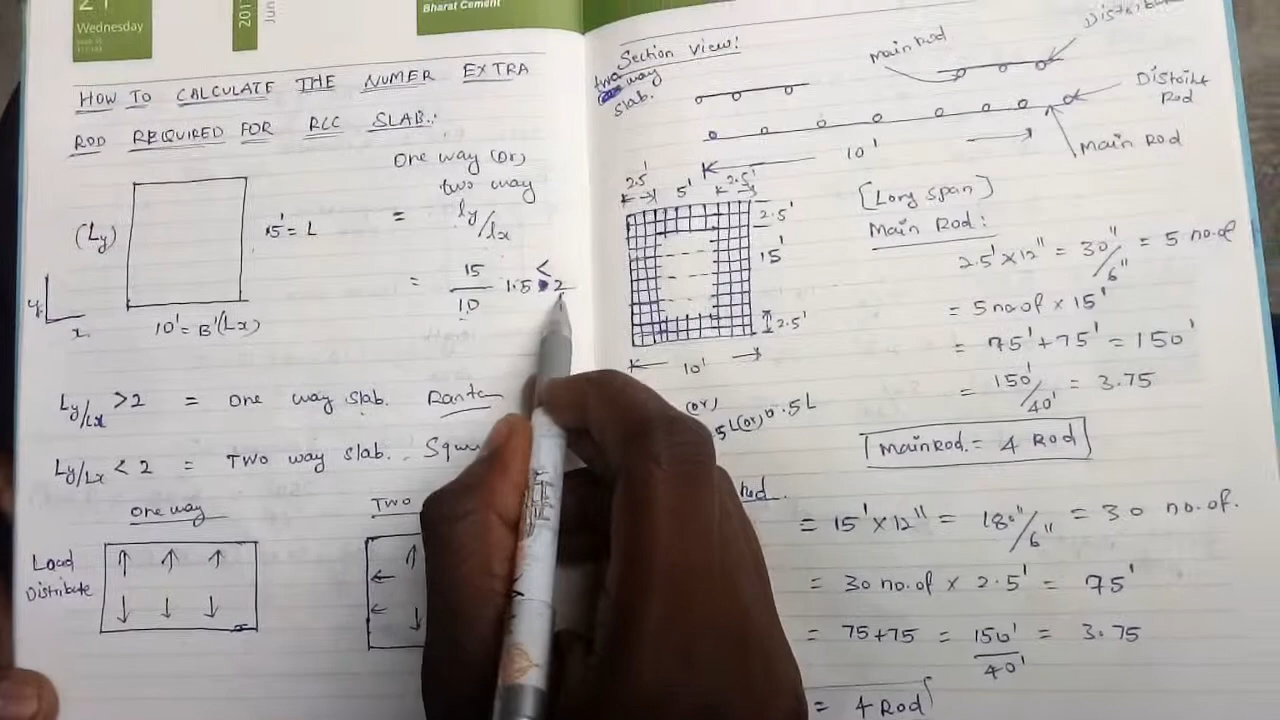 Wednesday
201
Jun
Bharat Cement
HOW TO CALCULATE THE NUMER EXTRA
ROD REQUIRED FOR RCC SLAB:
One way (or)
two way
= ly/lx
(Ly)
15' = L
= 15/10 1.5 < 2
y
x
10' = B'(Lx)
Ly/Lx >2 = One way slab.
Ly/Lx < 2 = Two way slab.
One way
Two
Load
Distribute
Section view:
two way
slab.
Main Rod
Distoint
Rod
Main Rod
10'
2.5' 5' 2.5'
2.5'
15'
2.5'
10'
(or)
[Long span]
Main Rod:
2.5' x 12" = 30"/6" = 5 no.of
= 5 no of x 15'
= 75' + 75' = 150'
= 150'/40' = 3.75
Main Rod = 4 Rod
= 15' x 12" = 180"/6" = 30 no.of.
= 30 no.of x 2.5' = 75'
= 75+75 = 150'/40' = 3.75
= 4 Rod